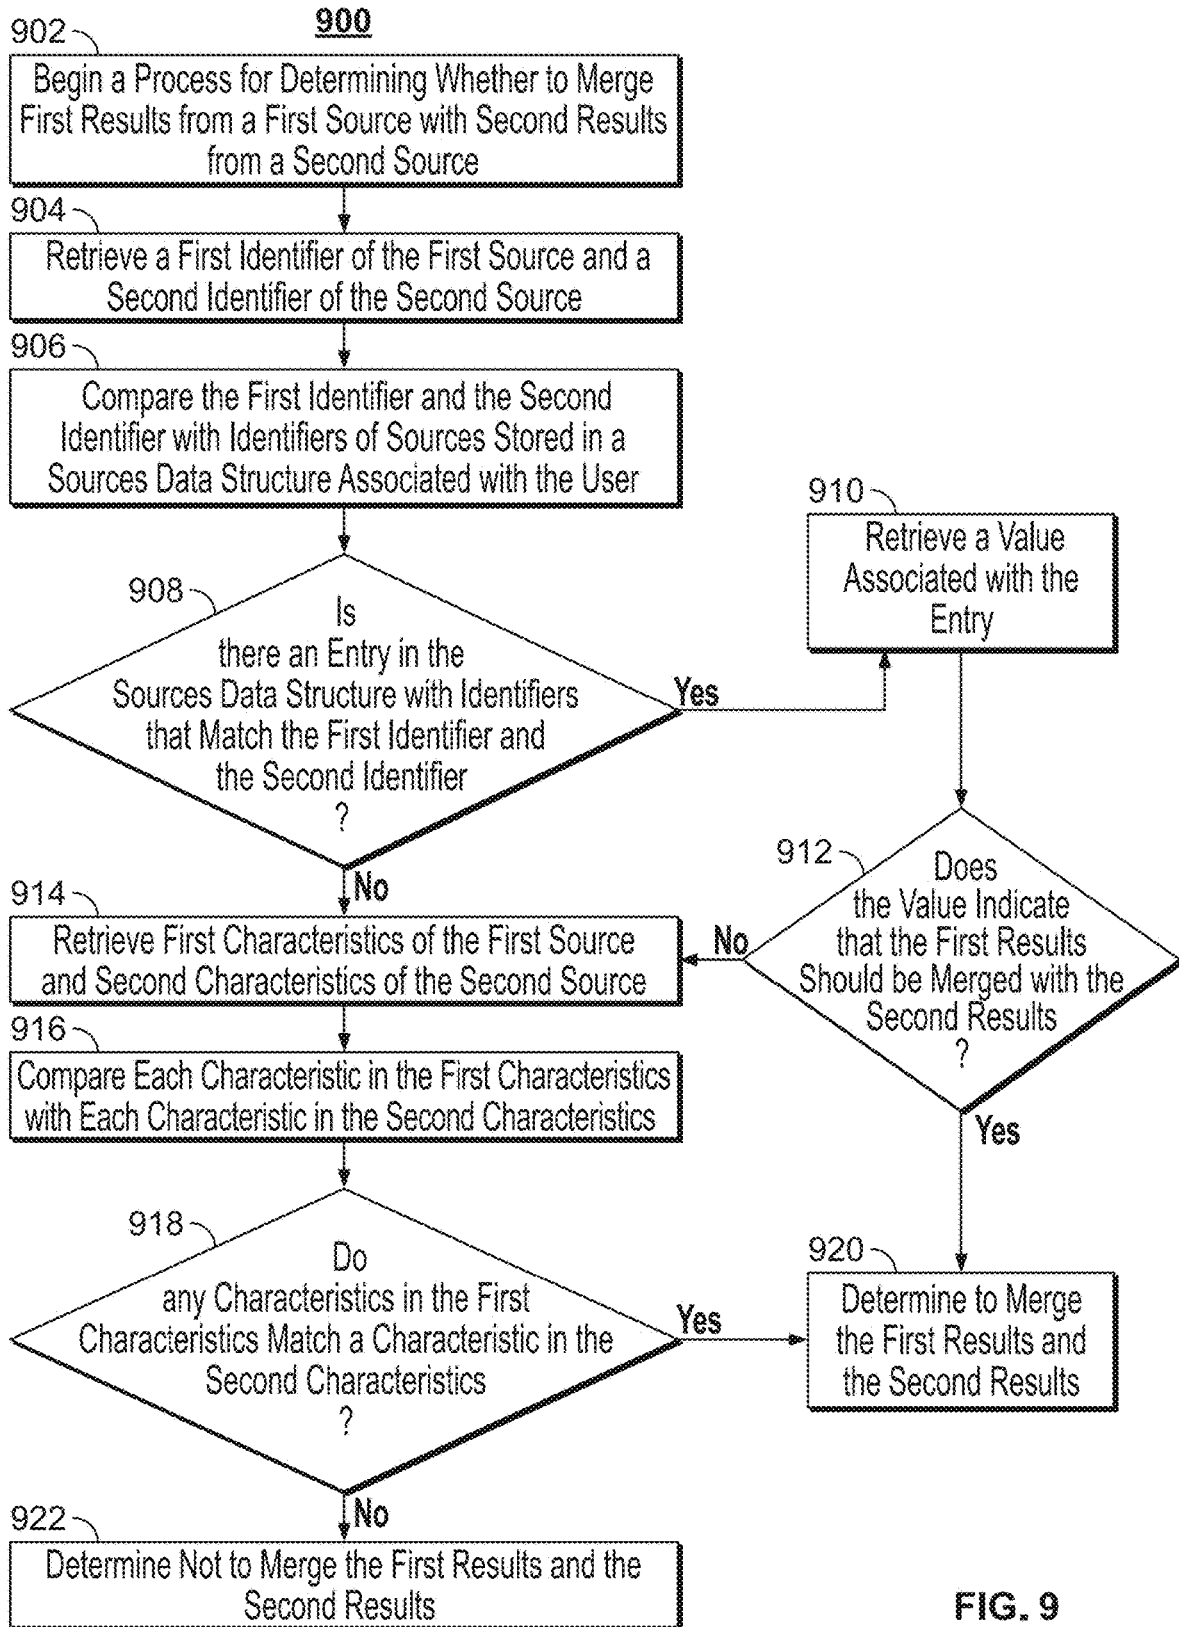 900
902
Begin a Process for Determining Whether to Merge
First Results from a First Source with Second Results
from a Second Source
904
Retrieve a First Identifier of the First Source and a
Second Identifier of the Second Source
906
Compare the First Identifier and the Second
Identifier with Identifiers of Sources Stored in a
Sources Data Structure Associated with the User
908
Is
there an Entry in the
Sources Data Structure with Identifiers
that Match the First Identifier and
the Second Identifier
?
Yes
No
910
Retrieve a Value
Associated with the
Entry
912
Does
the Value Indicate
that the First Results
Should be Merged with the
Second Results
?
No
Yes
914
Retrieve First Characteristics of the First Source
and Second Characteristics of the Second Source
916
Compare Each Characteristic in the First Characteristics
with Each Characteristic in the Second Characteristics
918
Do
any Characteristics in the First
Characteristics Match a Characteristic in the
Second Characteristics
?
Yes
No
920
Determine to Merge
the First Results and
the Second Results
922
Determine Not to Merge the First Results and the
Second Results
FIG. 9